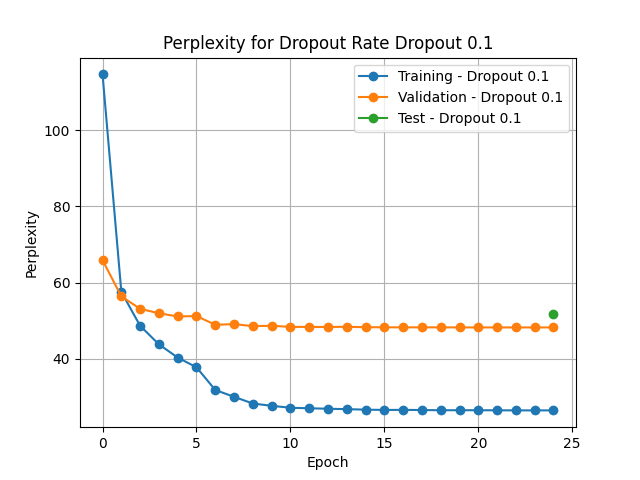 Perplexity for Dropout Rate Dropout 0.1
Training - Dropout 0.1
Validation - Dropout 0.1
Test - Dropout 0.1
Perplexity
100
80
60
40
0 5 10 15 20 25
Epoch